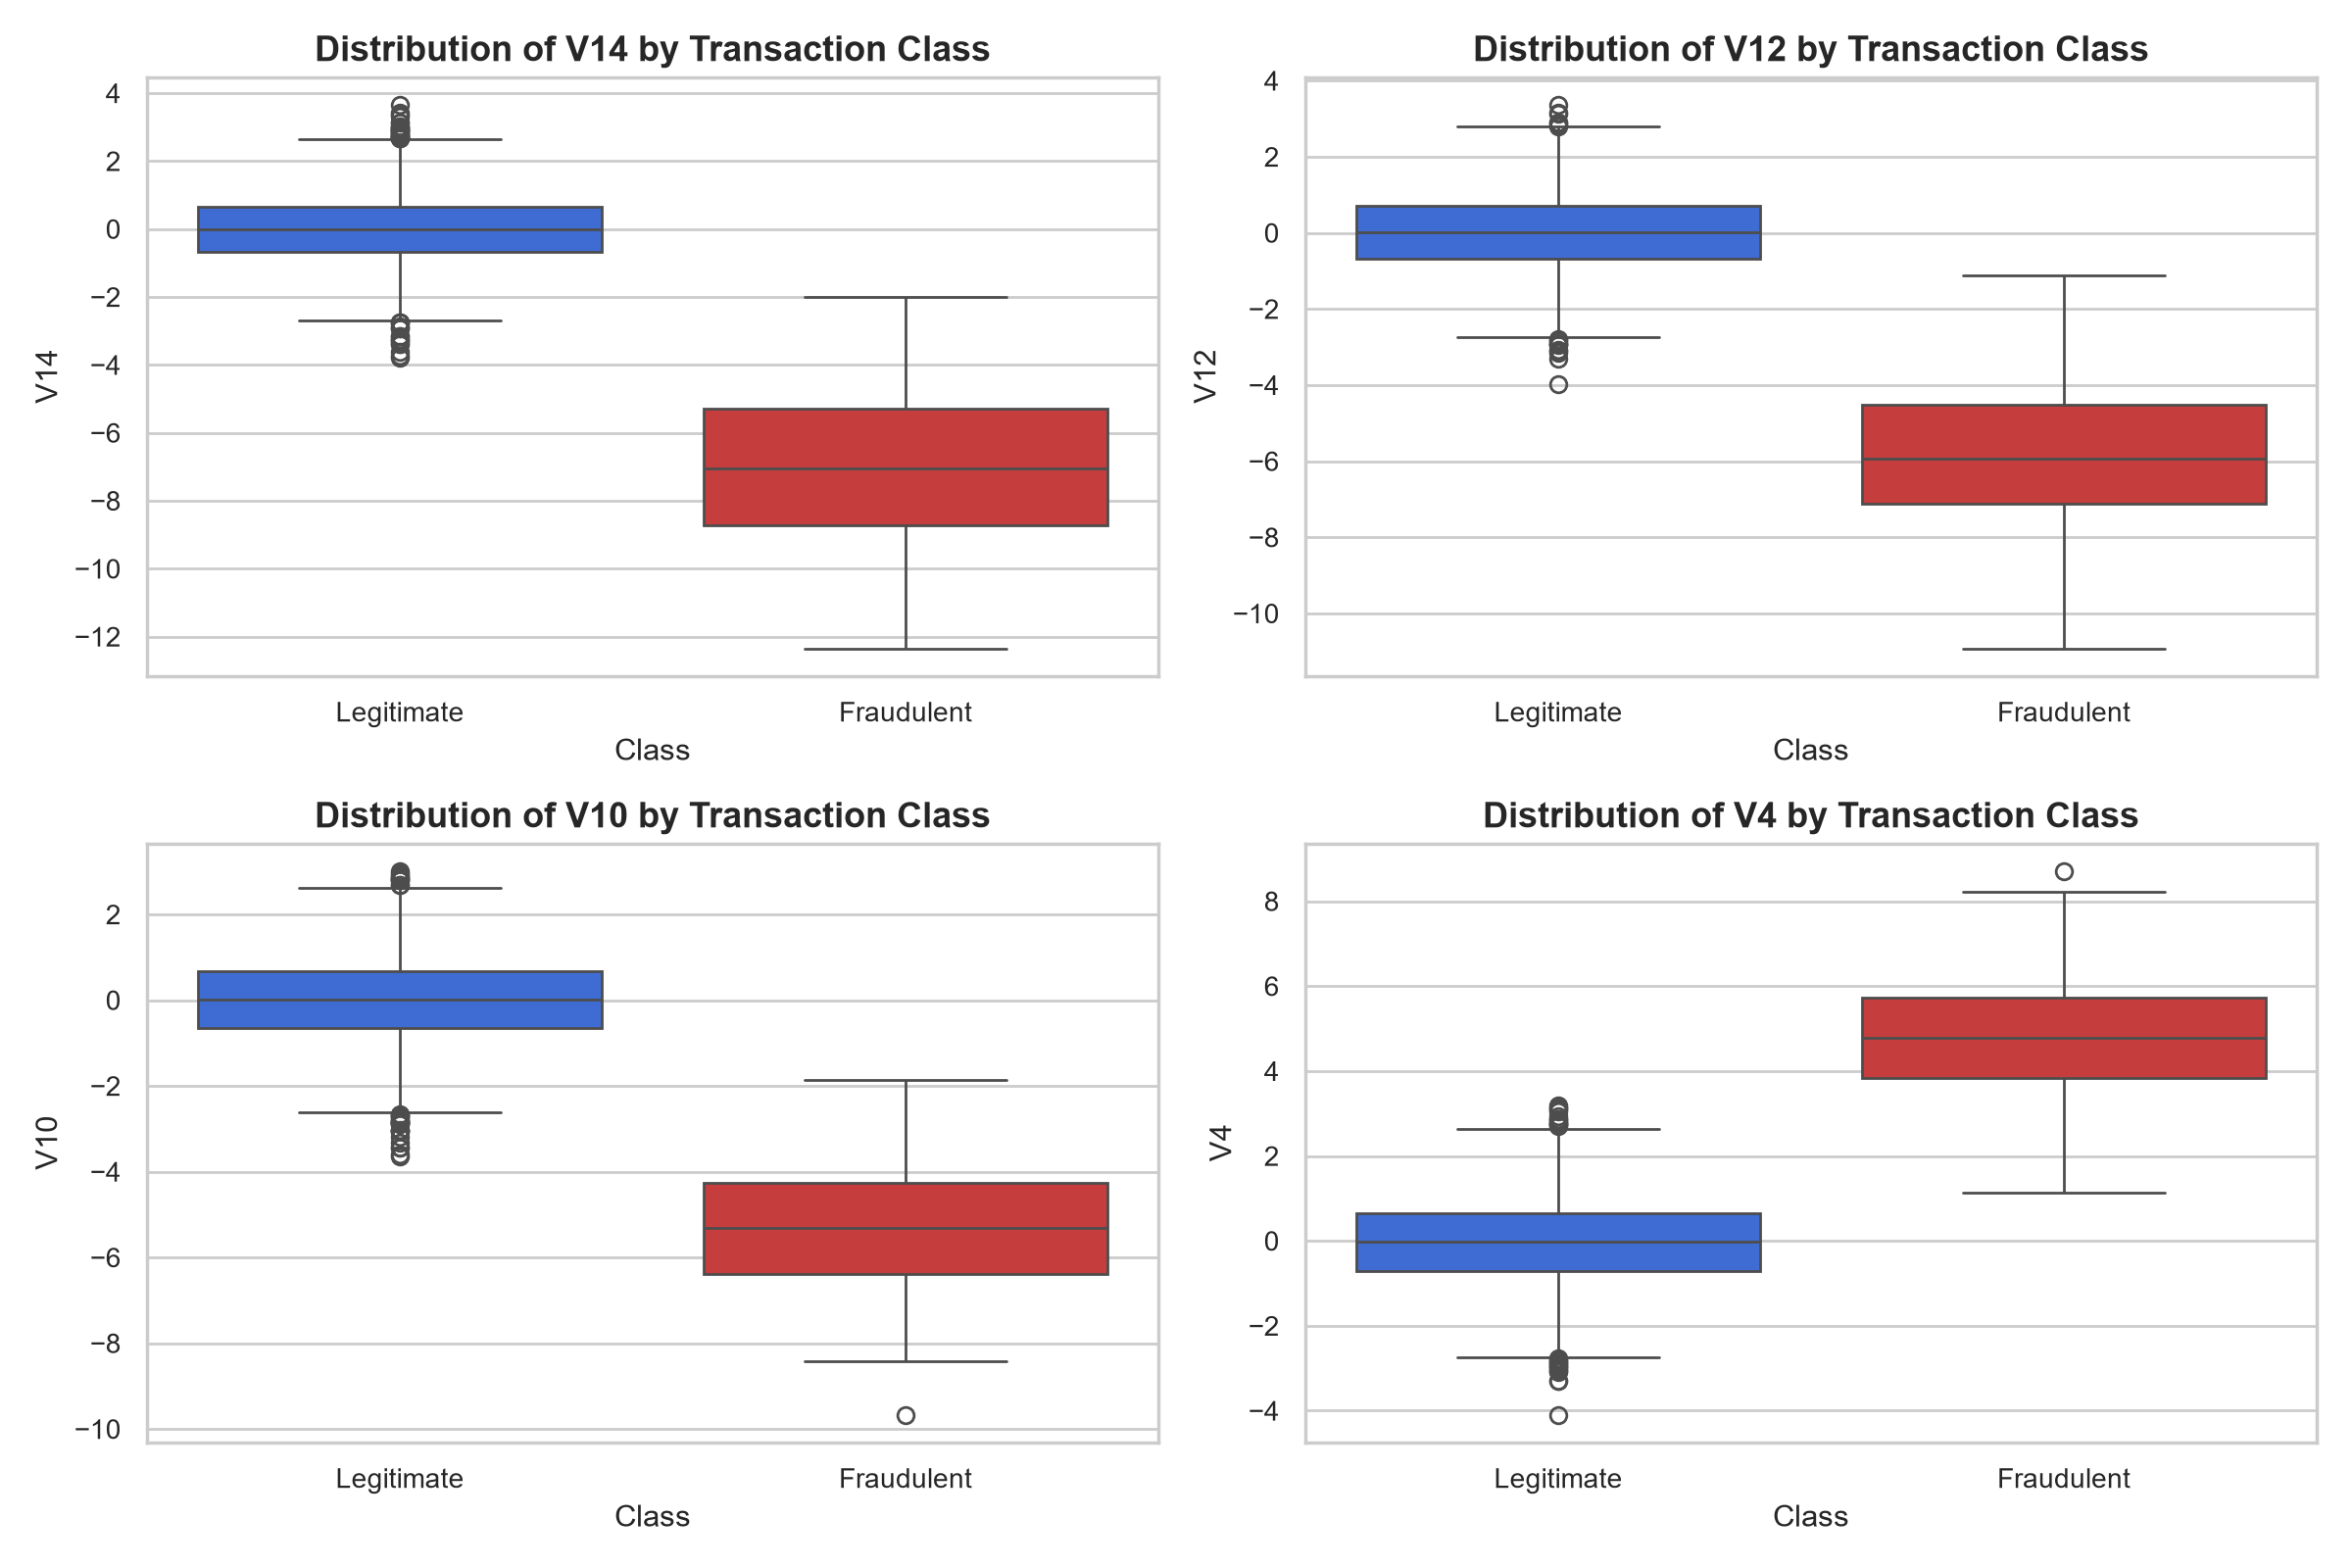 Distribution of V14 by Transaction Class
4
2
0
−2
−4
−6
−8
−10
−12
V14
Legitimate
Fraudulent
Class
Distribution of V12 by Transaction Class
4
2
0
−2
−4
−6
−8
−10
V12
Legitimate
Fraudulent
Class
Distribution of V10 by Transaction Class
2
0
−2
−4
−6
−8
−10
V10
Legitimate
Fraudulent
Class
Distribution of V4 by Transaction Class
8
6
4
2
0
−2
−4
V4
Legitimate
Fraudulent
Class